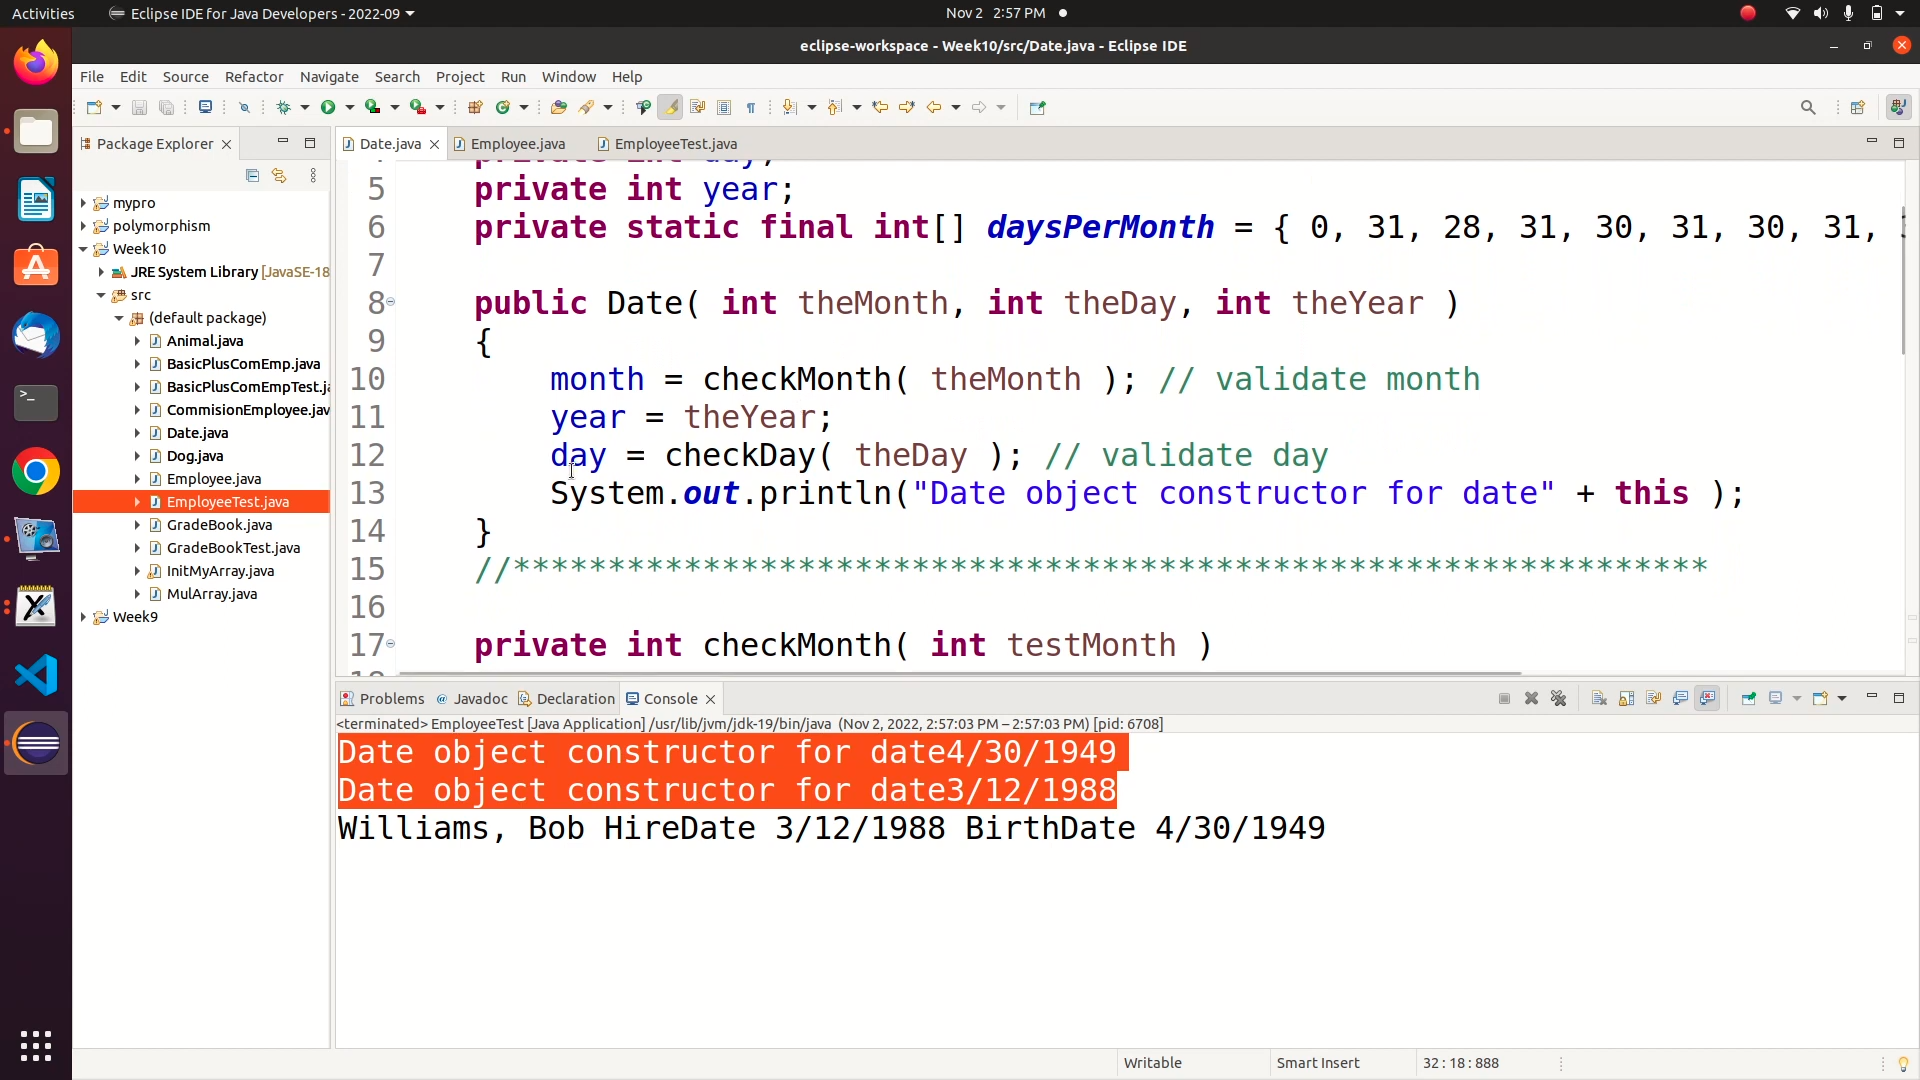 Activities
Eclipse IDE for Java Developers - 2022-09
Nov 2 2:57 PM
eclipse-workspace - Week10/src/Date.java - Eclipse IDE
File Edit Source Refactor Navigate Search Project Run Window Help
Package Explorer
mypro
polymorphism
Week10
JRE System Library [JavaSE-18
src
(default package)
Animal.java
BasicPlusComEmp.java
BasicPlusComEmpTest.ja
CommisionEmployee.jav
Date.java
Dog.java
Employee.java
EmployeeTest.java
GradeBook.java
GradeBookTest.java
InitMyArray.java
MulArray.java
Week9
Date.java Employee.java EmployeeTest.java
private int day;
5 private int year;
6 private static final int[] daysPerMonth = { 0, 31, 28, 31, 30, 31, 30, 31,
7
8 public Date( int theMonth, int theDay, int theYear )
9 {
10 month = checkMonth( theMonth ); // validate month
11 year = theYear;
12 day = checkDay( theDay ); // validate day
13 System.out.println("Date object constructor for date" + this );
14 }
15 //***************************************************************
16
17 private int checkMonth( int testMonth )
Problems Javadoc Declaration Console
<terminated> EmployeeTest [Java Application] /usr/lib/jvm/jdk-19/bin/java (Nov 2, 2022, 2:57:03 PM – 2:57:03 PM) [pid: 6708]
Date object constructor for date4/30/1949
Date object constructor for date3/12/1988
Williams, Bob HireDate 3/12/1988 BirthDate 4/30/1949
Writable Smart Insert 32 : 18 : 888